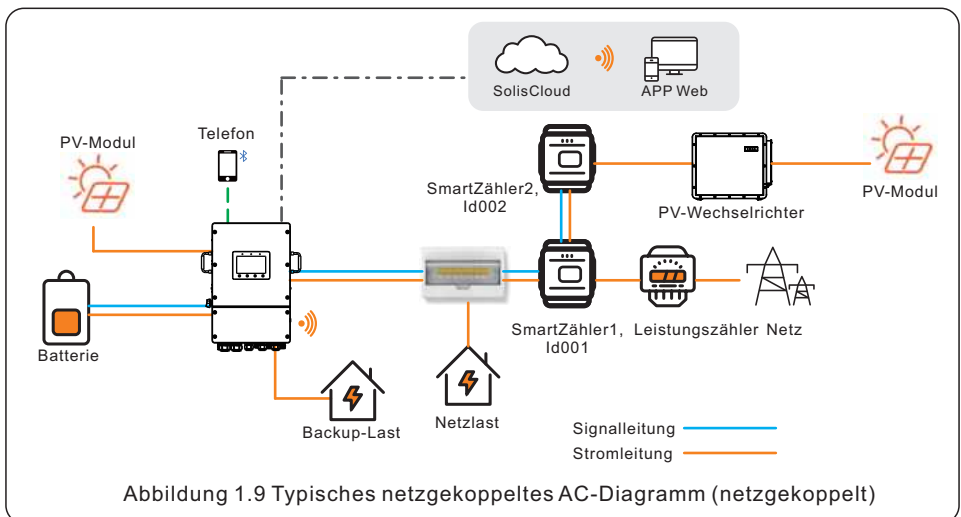 SolisCloud
APP Web
Telefon
PV-Modul
SmartZähler2,
Id002
PV-Wechselrichter
PV-Modul
Batterie
SmartZähler1,
Id001
Leistungszähler
Netz
Backup-Last
Netzlast
Signalleitung
Stromleitung
Abbildung 1.9 Typisches netzgekoppeltes AC-Diagramm (netzgekoppelt)